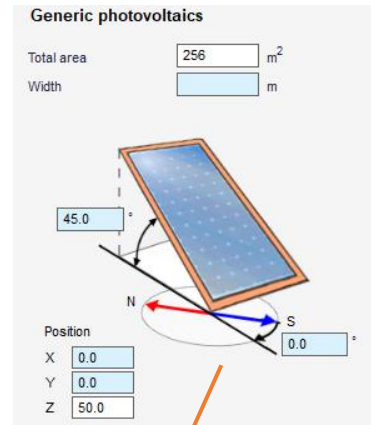 Generic photovoltaics
Total area 256 m²
Width m
45.0 °
N
S
0.0 °
Position
X 0.0
Y 0.0
Z 50.0